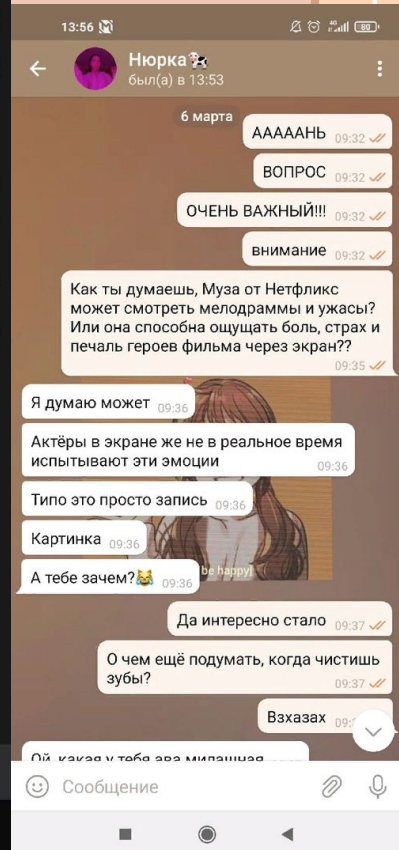 13:56
4G
80
Нюрка
был(а) в 13:53
6 марта
АААААНЬ 09:32
ВОПРОС 09:32
ОЧЕНЬ ВАЖНЫЙ!!! 09:32
внимание 09:32
Как ты думаешь, Муза от Нетфликс
может смотреть мелодраммы и ужасы?
Или она способна ощущать боль, страх и
печаль героев фильма через экран??
09:35
Я думаю может 09:36
Актёры в экране же не в реальное время
испытывают эти эмоции 09:36
Типо это просто запись 09:36
Картинка 09:36
А тебе зачем? 09:36
be happy]
Да интересно стало 09:37
О чем ещё подумать, когда чистишь
зубы? 09:37
Взхазах
Ой, какая у тебя ава милашная
Сообщение